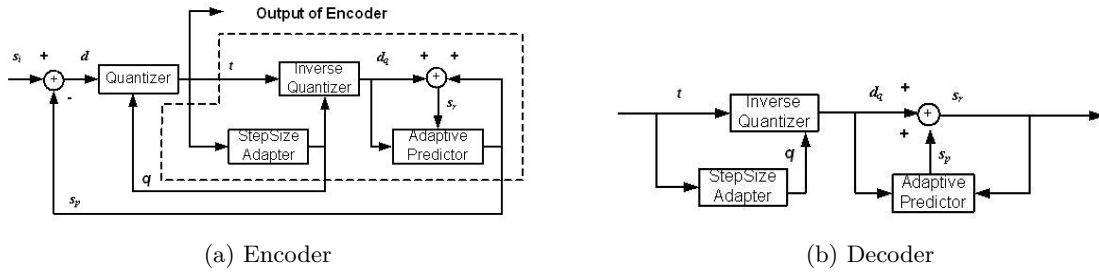 Output of Encoder
s_i + d Quantizer t Inverse Quantizer d_q + +
-
s_r
StepSize Adapter
Adaptive Predictor
q
s_p
(a) Encoder
t Inverse Quantizer d_q + s_r
+
q
s_p
StepSize Adapter
Adaptive Predictor
(b) Decoder